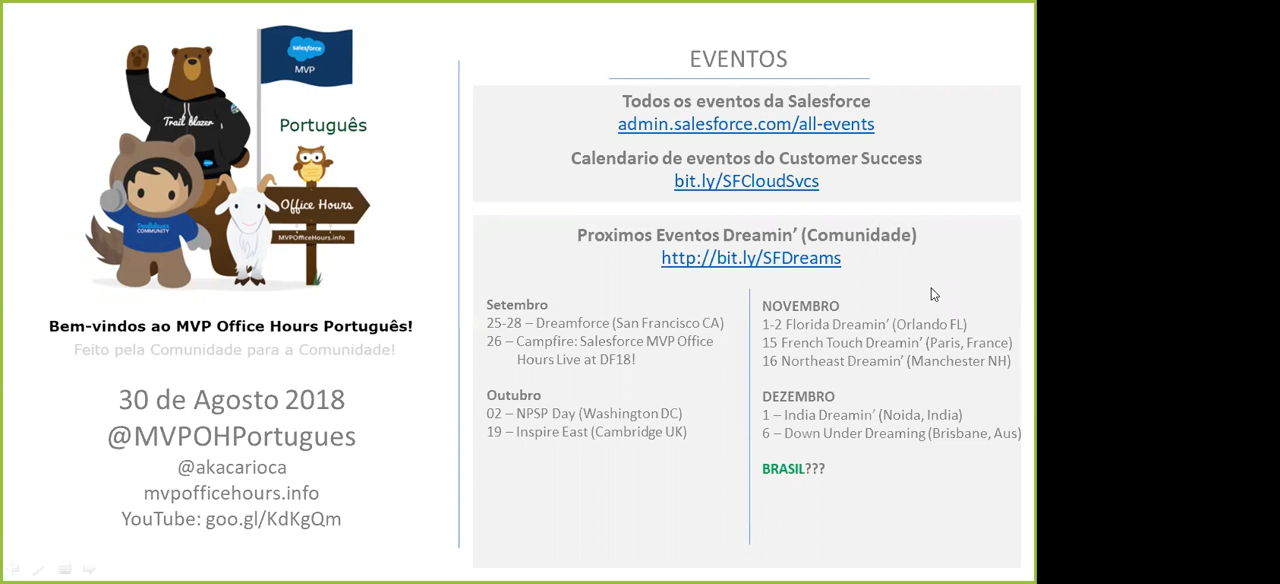 salesforce
MVP
Trail blazer
Português
Office Hours
MVPOfficeHours.info
Trailblazer
COMMUNITY
Bem-vindos ao MVP Office Hours Português!
Feito pela Comunidade para a Comunidade!
30 de Agosto 2018
@MVPOHPortugues
@akacarioca
mvpofficehours.info
YouTube: goo.gl/KdKgQm
EVENTOS
Todos os eventos da Salesforce
admin.salesforce.com/all-events
Calendario de eventos do Customer Success
bit.ly/SFCloudSvcs
Proximos Eventos Dreamin’ (Comunidade)
http://bit.ly/SFDreams
Setembro
25-28 – Dreamforce (San Francisco CA)
26 – Campfire: Salesforce MVP Office
Hours Live at DF18!
Outubro
02 – NPSP Day (Washington DC)
19 – Inspire East (Cambridge UK)
NOVEMBRO
1-2 Florida Dreamin’ (Orlando FL)
15 French Touch Dreamin’ (Paris, France)
16 Northeast Dreamin’ (Manchester NH)
DEZEMBRO
1 – India Dreamin’ (Noida, India)
6 – Down Under Dreaming (Brisbane, Aus)
BRASIL???